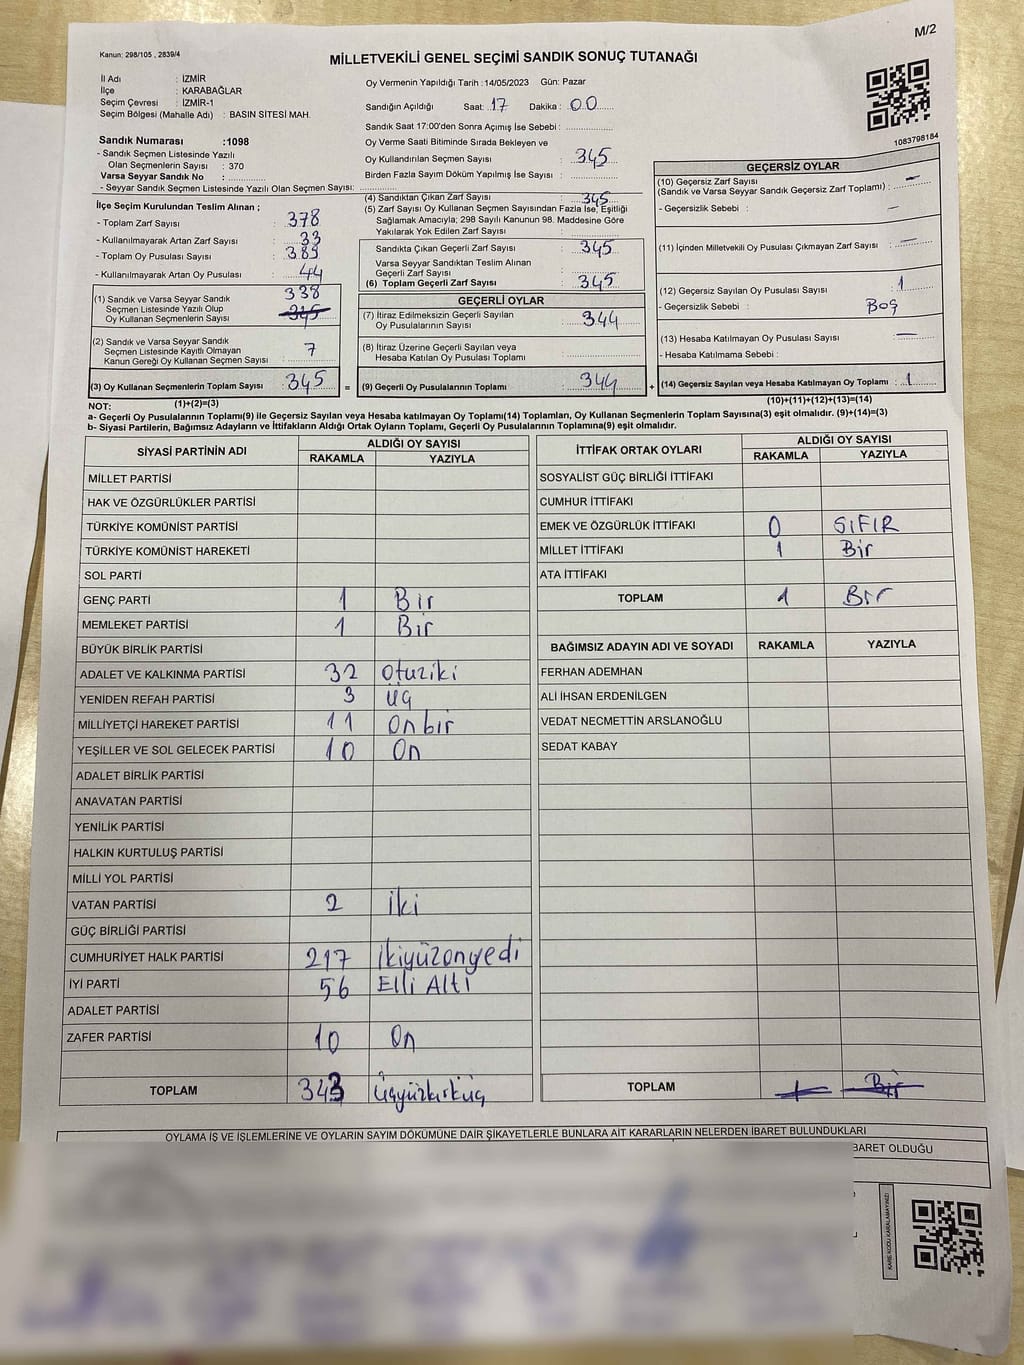 M/2
Kanun: 298/105 , 2839/4
MİLLETVEKİLİ GENEL SEÇİMİ SANDIK SONUÇ TUTANAĞI
İl Adı : İZMİR
İlçe : KARABAĞLAR
Seçim Çevresi : İZMİR-1
Seçim Bölgesi (Mahalle Adı) : BASIN SİTESİ MAH.
Sandık Numarası :1098
- Sandık Seçmen Listesinde Yazılı
Olan Seçmenlerin Sayısı : 370
Varsa Seyyar Sandık No :
- Seyyar Sandık Seçmen Listesinde Yazılı Olan Seçmen Sayısı:
Oy Vermenin Yapıldığı Tarih :14/05/2023 Gün: Pazar
Sandığın Açıldığı Saat: 17 Dakika : 00
Sandık Saat 17:00'den Sonra Açılmış İse Sebebi :
Oy Verme Saati Bitiminde Sırada Bekleyen ve
Oy Kullandırılan Seçmen Sayısı : 345
Birden Fazla Sayım Döküm Yapılmış İse Sayısı :
1083798184
İlçe Seçim Kurulundan Teslim Alınan ;
- Toplam Zarf Sayısı : 378
- Kullanılmayarak Artan Zarf Sayısı : 33
- Toplam Oy Pusulası Sayısı : 389
- Kullanılmayarak Artan Oy Pusulası : 44
338
(1) Sandık ve Varsa Seyyar Sandık
Seçmen Listesinde Yazılı Olup
Oy Kullanan Seçmenlerin Sayısı : 345
(2) Sandık ve Varsa Seyyar Sandık
Seçmen Listesinde Kayıtlı Olmayan
Kanun Gereği Oy Kullanan Seçmen Sayısı : 7
(3) Oy Kullanan Seçmenlerin Toplam Sayısı : 345 =
(1)+(2)=(3)
(4) Sandıktan Çıkan Zarf Sayısı : 345
(5) Zarf Sayısı Oy Kullanan Seçmen Sayısından Fazla İse, Eşitliği
Sağlamak Amacıyla; 298 Sayılı Kanunun 98. Maddesine Göre
Yakılarak Yok Edilen Zarf Sayısı :
Sandıkta Çıkan Geçerli Zarf Sayısı : 345
Varsa Seyyar Sandıktan Teslim Alınan
Geçerli Zarf Sayısı :
(6) Toplam Geçerli Zarf Sayısı : 345
GEÇERLİ OYLAR
(7) İtiraz Edilmeksizin Geçerli Sayılan
Oy Pusulalarının Sayısı : 344
(8) İtiraz Üzerine Geçerli Sayılan veya
Hesaba Katılan Oy Pusulası Toplamı :
(9) Geçerli Oy Pusulalarının Toplamı : 344 +
GEÇERSİZ OYLAR
(10) Geçersiz Zarf Sayısı
(Sandık ve Varsa Seyyar Sandık Geçersiz Zarf Toplamı) : —
- Geçersizlik Sebebi : —
(11) İçinden Milletvekili Oy Pusulası Çıkmayan Zarf Sayısı : —
(12) Geçersiz Sayılan Oy Pusulası Sayısı : 1
- Geçersizlik Sebebi : Boş
(13) Hesaba Katılmayan Oy Pusulası Sayısı : —
- Hesaba Katılmama Sebebi :
(14) Geçersiz Sayılan veya Hesaba Katılmayan Oy Toplamı : 1
(10)+(11)+(12)+(13)=(14)
NOT:
a- Geçerli Oy Pusulalarının Toplamı(9) ile Geçersiz Sayılan veya Hesaba katılmayan Oy Toplamı(14) Toplamları, Oy Kullanan Seçmenlerin Toplam Sayısına(3) eşit olmalıdır. (9)+(14)=(3)
b- Siyasi Partilerin, Bağımsız Adayların ve İttifakların Aldığı Ortak Oyların Toplamı, Geçerli Oy Pusulalarının Toplamına(9) eşit olmalıdır.
SİYASİ PARTİNİN ADI ALDIĞI OY SAYISI
RAKAMLA YAZIYLA
MİLLET PARTİSİ
HAK VE ÖZGÜRLÜKLER PARTİSİ
TÜRKİYE KOMÜNİST PARTİSİ
TÜRKİYE KOMÜNİST HAREKETİ
SOL PARTİ
GENÇ PARTİ 1 Bir
MEMLEKET PARTİSİ 1 Bir
BÜYÜK BİRLİK PARTİSİ
ADALET VE KALKINMA PARTİSİ 32 Otuziki
YENİDEN REFAH PARTİSİ 3 Üç
MİLLİYETÇİ HAREKET PARTİSİ 11 Onbir
YEŞİLLER VE SOL GELECEK PARTİSİ 10 On
ADALET BİRLİK PARTİSİ
ANAVATAN PARTİSİ
YENİLİK PARTİSİ
HALKIN KURTULUŞ PARTİSİ
MİLLİ YOL PARTİSİ
VATAN PARTİSİ 2 İki
GÜÇ BİRLİĞİ PARTİSİ
CUMHURİYET HALK PARTİSİ 217 İkiyüzonyedi
İYİ PARTİ 56 Elli Altı
ADALET PARTİSİ
ZAFER PARTİSİ 10 On
TOPLAM 343 Üçyüzkırküç
İTTİFAK ORTAK OYLARI ALDIĞI OY SAYISI
RAKAMLA YAZIYLA
SOSYALİST GÜÇ BİRLİĞİ İTTİFAKI
CUMHUR İTTİFAKI
EMEK VE ÖZGÜRLÜK İTTİFAKI 0 SIFIR
MİLLET İTTİFAKI 1 Bir
ATA İTTİFAKI
TOPLAM 1 Bir
BAĞIMSIZ ADAYIN ADI VE SOYADI RAKAMLA YAZIYLA
FERHAN ADEMHAN
ALİ İHSAN ERDENİLGEN
VEDAT NECMETTİN ARSLANOĞLU
SEDAT KABAY
TOPLAM 1 Bir
OYLAMA İŞ VE İŞLEMLERİNE VE OYLARIN SAYIM DÖKÜMÜNE DAİR ŞİKAYETLERLE BUNLARA AİT KARARLARIN NELERDEN İBARET BULUNDUKLARI
BARET OLDUĞU
KARE KODU KARALAMAYINIZ!